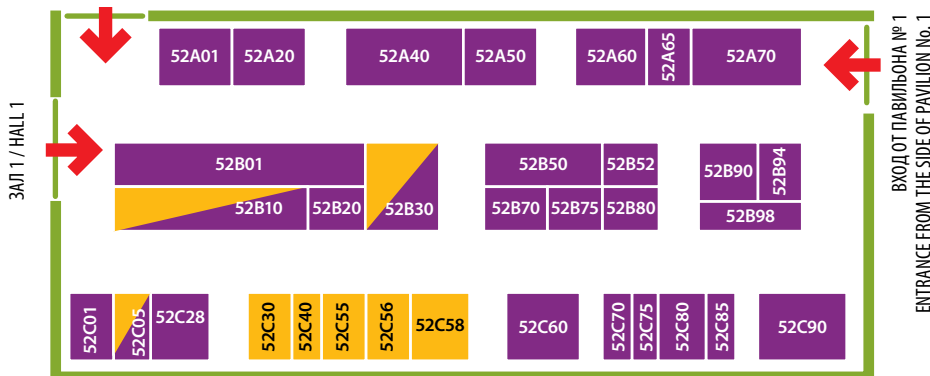 52A01
52A20
52A40
52A50
52A60
52A65
52A70
ЗАЛ 1 / HALL 1
ВХОД ОТ ПАВИЛЬОНА № 1
ENTRANCE FROM THE SIDE OF PAVILION No. 1
52B01
52B10
52B20
52B30
52B50
52B52
52B70
52B75
52B80
52B90
52B94
52B98
52C01
52C05
52C28
52C30
52C40
52C55
52C56
52C58
52C60
52C70
52C75
52C80
52C85
52C90